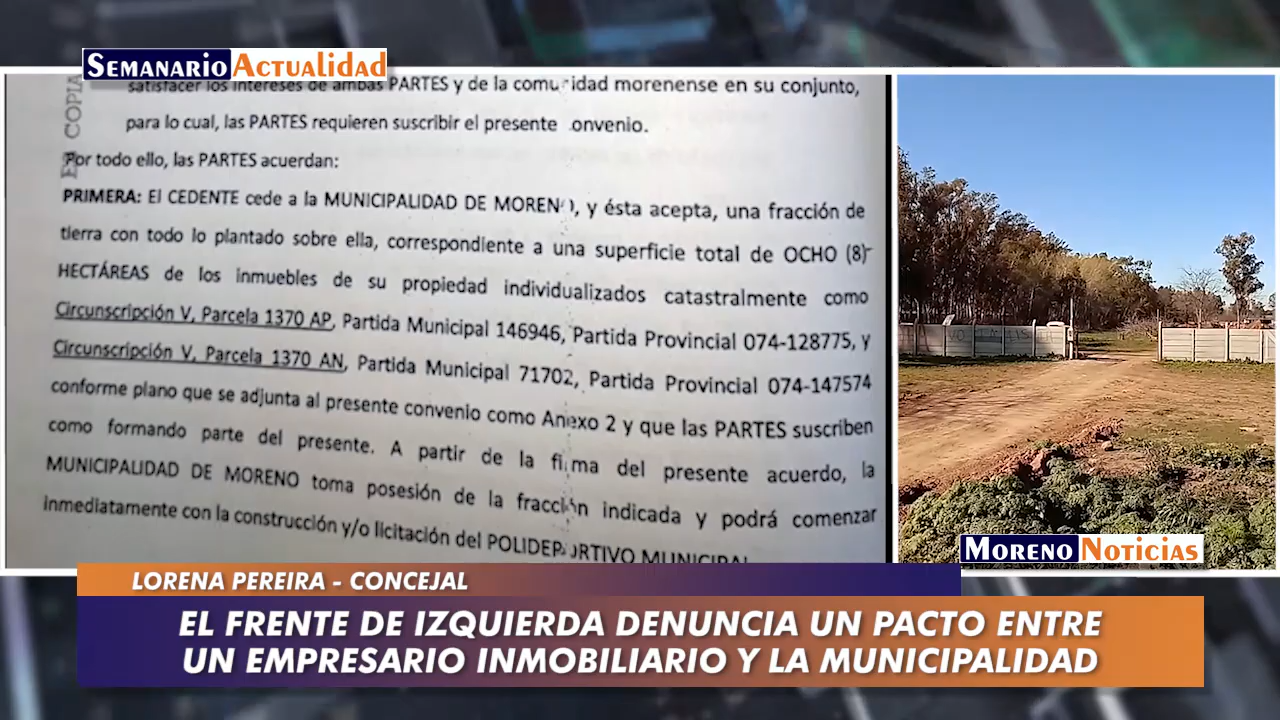 SEMANARIO ACTUALIDAD
COPIA
satisfacer los intereses de ambas PARTES y de la comunidad morenense en su conjunto,
para lo cual, las PARTES requieren suscribir el presente convenio.
Por todo ello, las PARTES acuerdan:
PRIMERA: El CEDENTE cede a la MUNICIPALIDAD DE MORENO, y ésta acepta, una fracción de
tierra con todo lo plantado sobre ella, correspondiente a una superficie total de OCHO (8)
HECTÁREAS de los inmuebles de su propiedad individualizados catastralmente como
Circunscripción V, Parcela 1370 AP, Partida Municipal 146946, Partida Provincial 074-128775, y
Circunscripción V, Parcela 1370 AN, Partida Municipal 71702, Partida Provincial 074-147574
conforme plano que se adjunta al presente convenio como Anexo 2 y que las PARTES suscriben
como formando parte del presente. A partir de la firma del presente acuerdo, la
MUNICIPALIDAD DE MORENO toma posesión de la fracción indicada y podrá comenzar
inmediatamente con la construcción y/o licitación del POLIDEPORTIVO MUNICIPAL
MORENO NOTICIAS
LORENA PEREIRA - CONCEJAL
EL FRENTE DE IZQUIERDA DENUNCIA UN PACTO ENTRE
UN EMPRESARIO INMOBILIARIO Y LA MUNICIPALIDAD